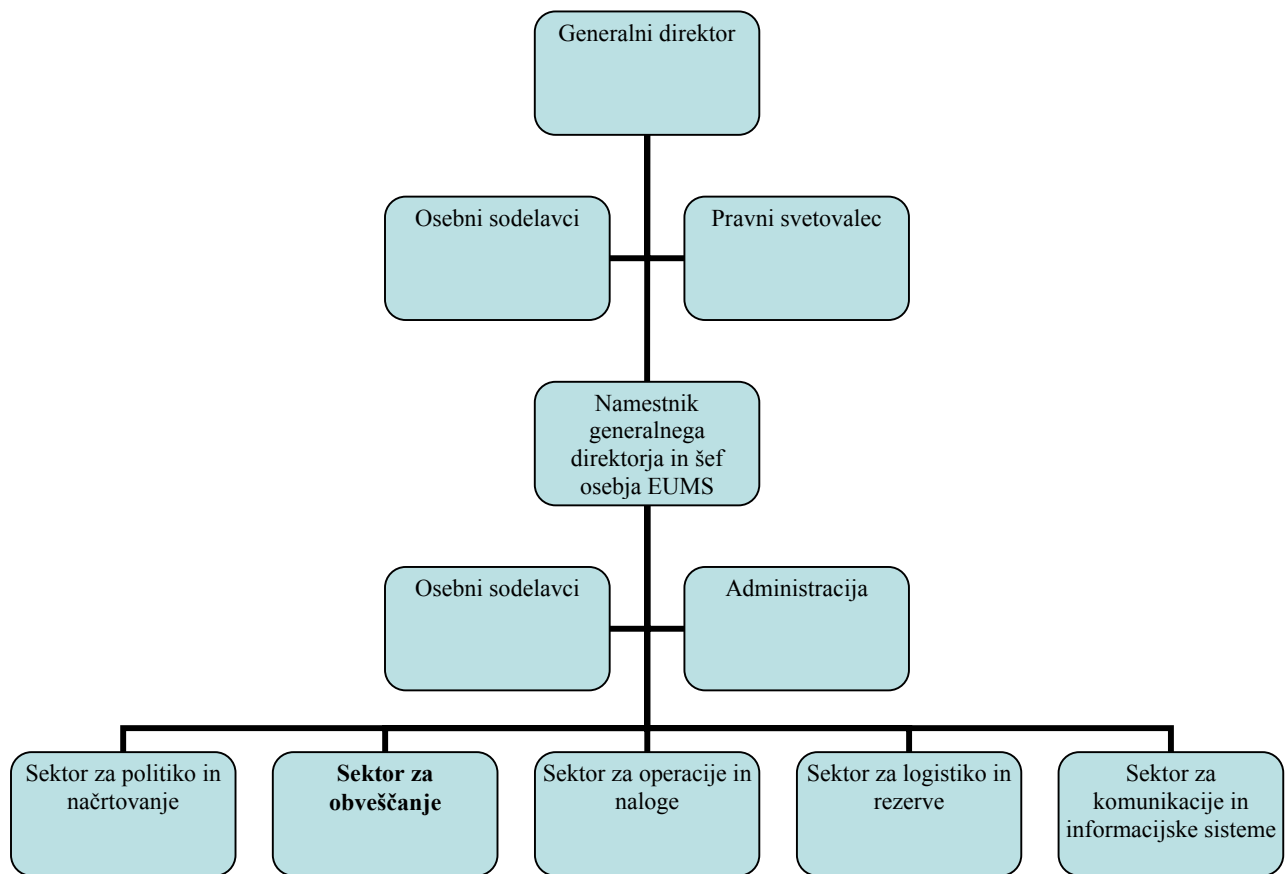 Generalni direktor
Osebni sodelavci
Pravni svetovalec
Namestnik
generalnega
direktorja in šef
osebja EUMS
Osebni sodelavci
Administracija
Sektor za politiko in
načrtovanje
Sektor za
obveščanje
Sektor za operacije in
naloge
Sektor za logistiko in
rezerve
Sektor za
komunikacije in
informacijske sisteme